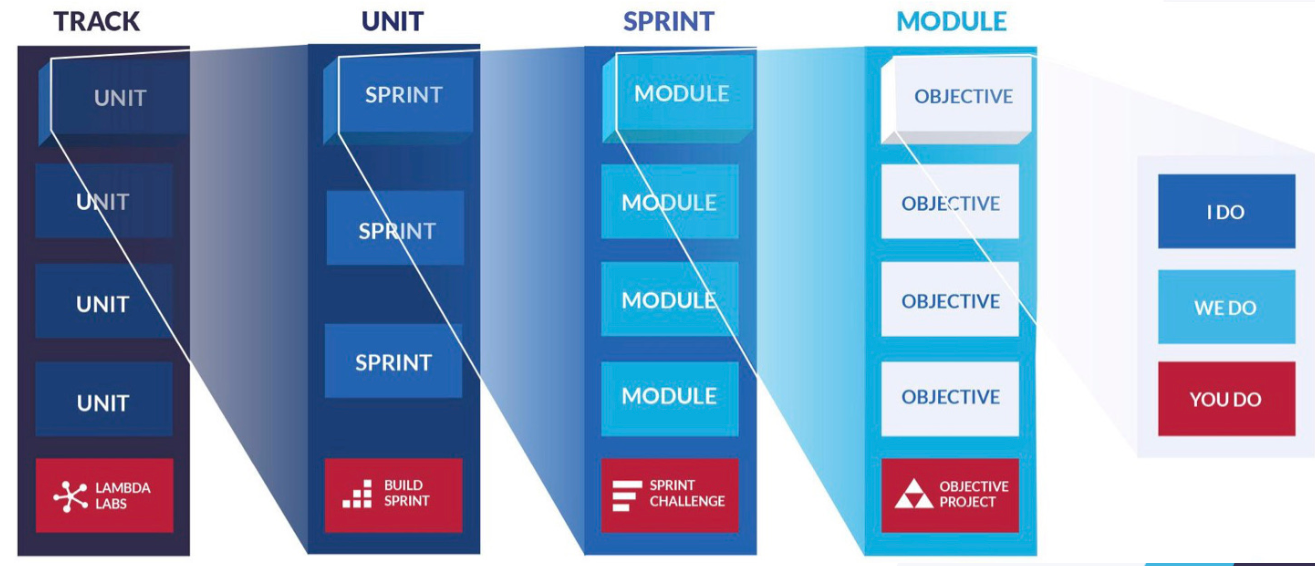 TRACK
UNIT
UNIT
UNIT
UNIT
LAMBDA
LABS
UNIT
SPRINT
SPRINT
SPRINT
BUILD
SPRINT
SPRINT
MODULE
MODULE
MODULE
MODULE
SPRINT
CHALLENGE
MODULE
OBJECTIVE
OBJECTIVE
OBJECTIVE
OBJECTIVE
OBJECTIVE
PROJECT
I DO
WE DO
YOU DO